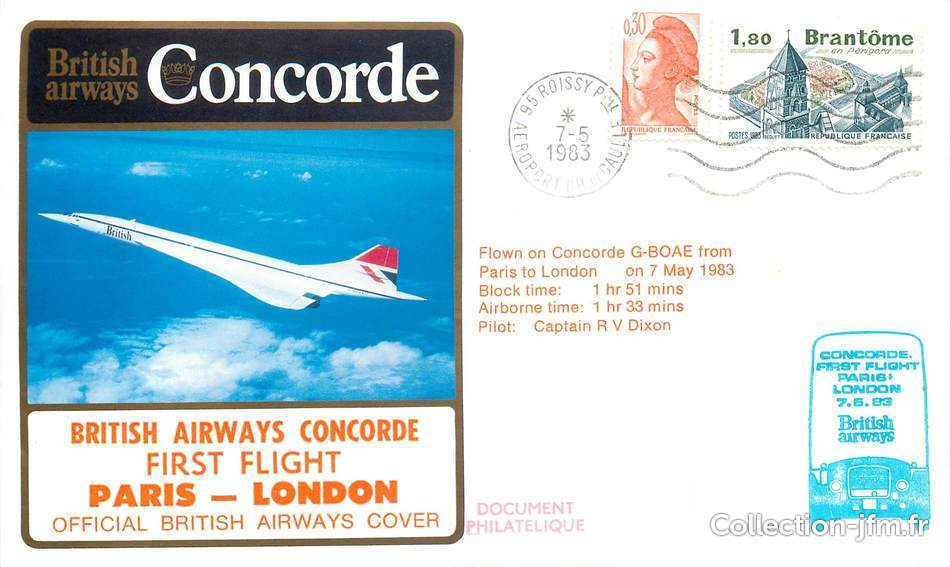 British
airways
Concorde
British
BRITISH AIRWAYS CONCORDE
FIRST FLIGHT
PARIS — LONDON
OFFICIAL BRITISH AIRWAYS COVER
95 ROISSY
*
7-5
1983
AEROPORT CH. DE GAULLE
0,30
REPUBLIQUE FRANÇAISE
POSTES
1,80 Brantôme
en Périgord
POSTES 1983
REPUBLIQUE FRANÇAISE
Flown on Concorde G-BOAE from
Paris to London on 7 May 1983
Block time: 1 hr 51 mins
Airborne time: 1 hr 33 mins
Pilot: Captain R V Dixon
CONCORDE.
FIRST FLIGHT
PARIS
LONDON
7.5.83
British
airways
DOCUMENT
PHILATELIQUE
Collection-jfm.fr